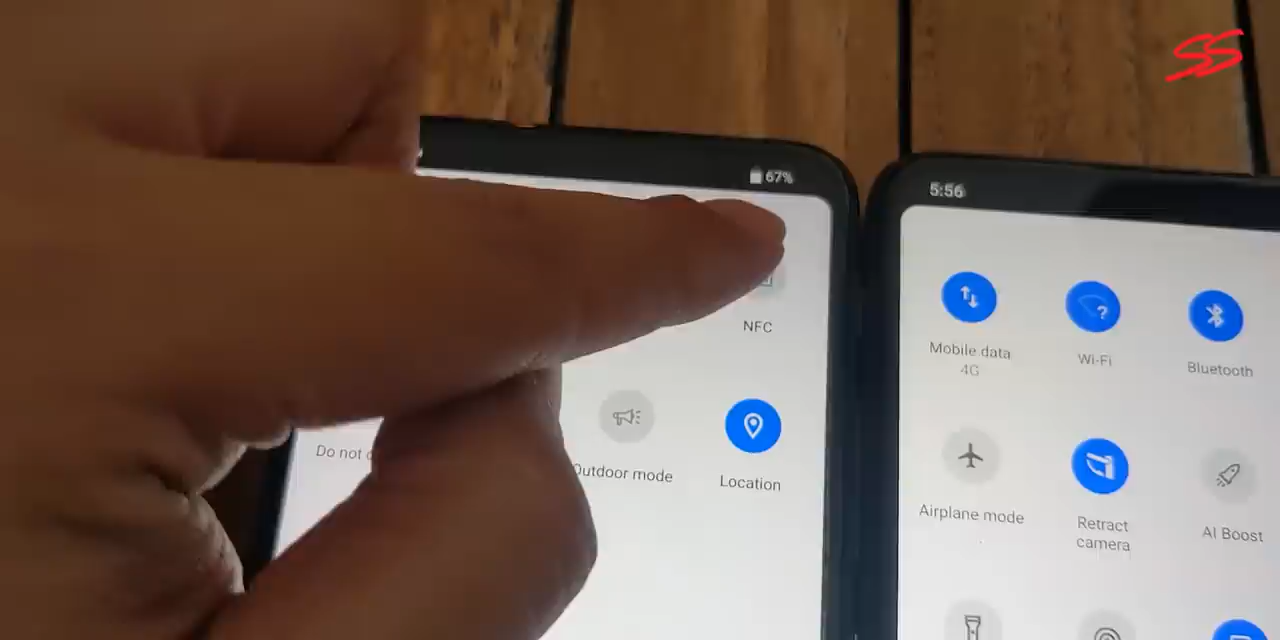 SS
67%
NFC
Do not
Outdoor mode
Location
5:56
Mobile data
4G
Wi-Fi
?
Bluetooth
Airplane mode
Retract
camera
AI Boost